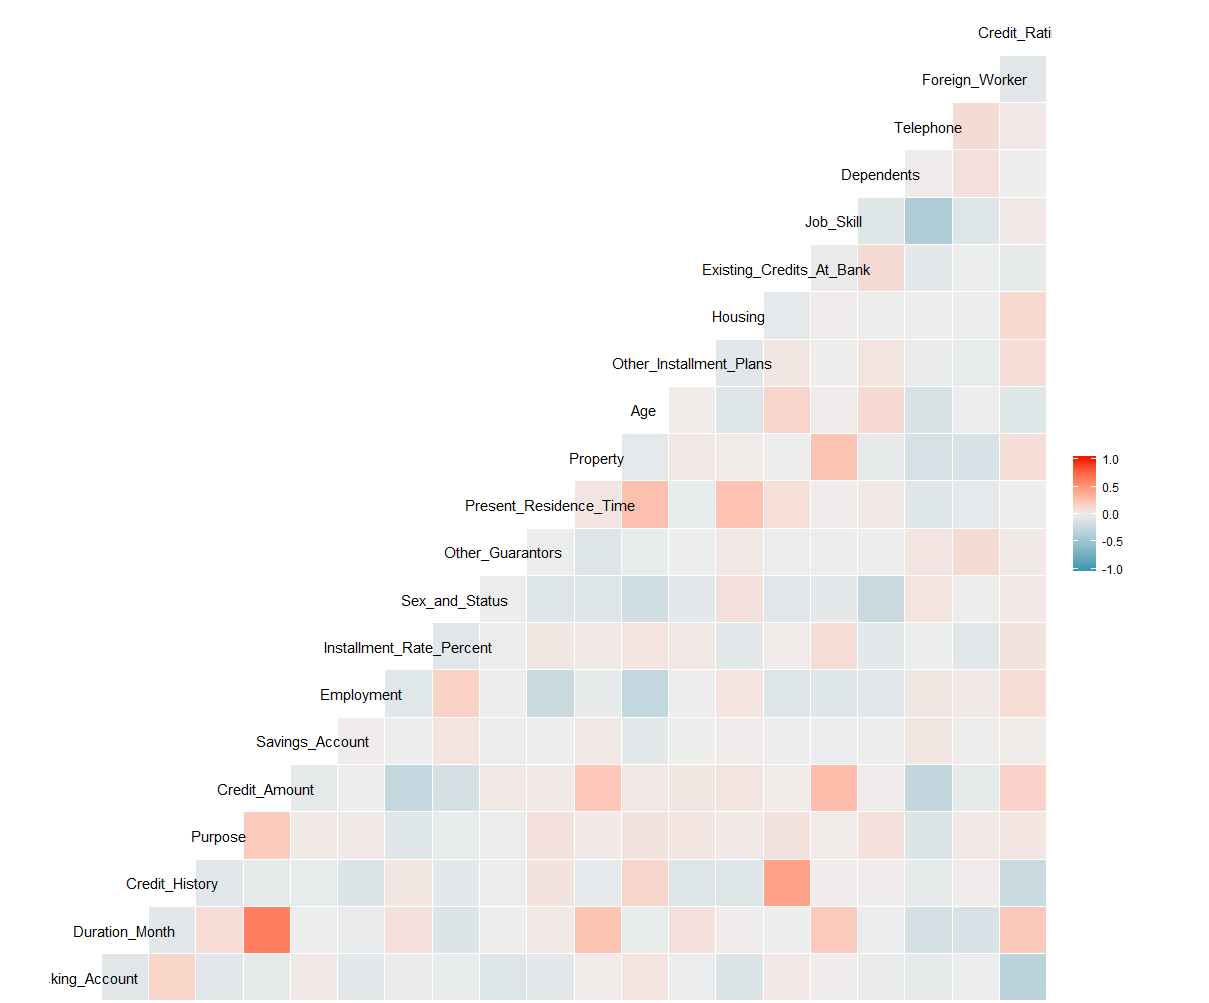 Credit_Rati
Foreign_Worker
Telephone
Dependents
Job_Skill
Existing_Credits_At_Bank
Housing
Other_Installment_Plans
Age
Property
1.0
0.5
Present_Residence_Time
0.0
-0.5
Other_Guarantors
-1.0
Sex_and_Status
Installment_Rate_Percent
Employment
Savings_Account
Credit_Amount
Purpose
Credit_History
Duration_Month
king_Account